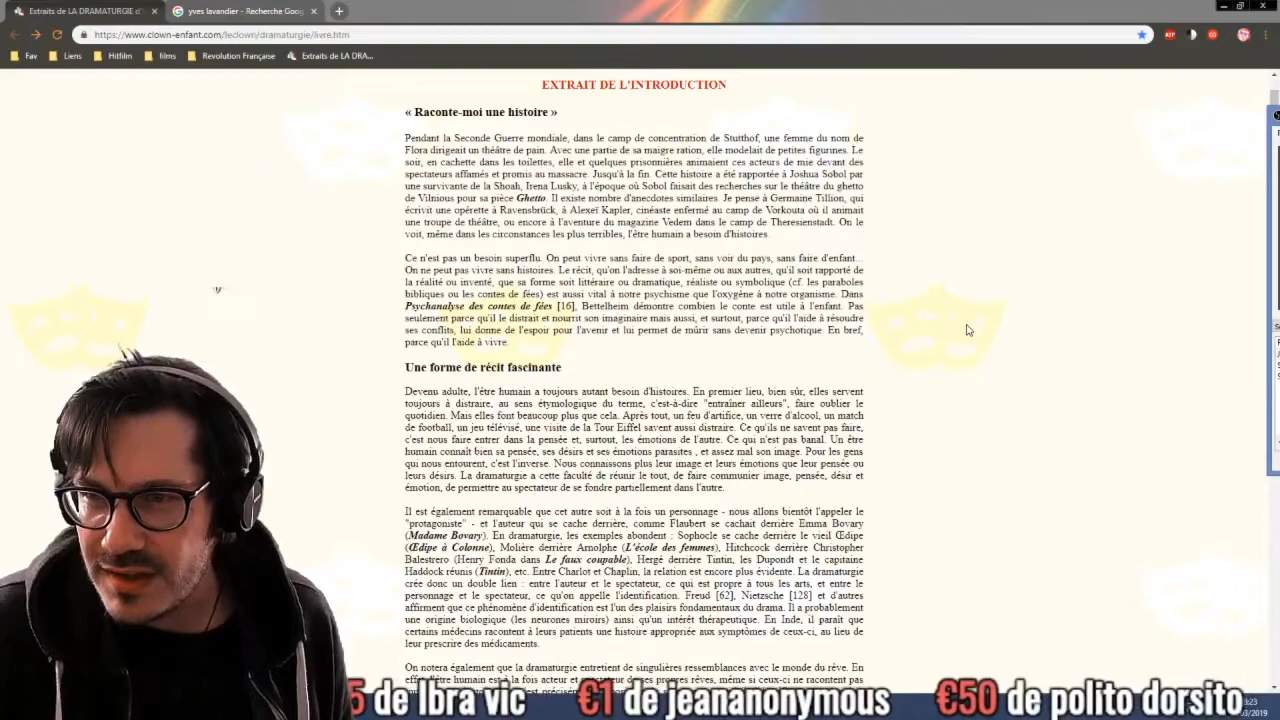 Extraits de LA DRAMATURGIE d'
yves lavandier - Recherche Goog
https://www.clown-enfant.com/leclown/dramaturgie/livre.htm
Fav
Liens
Hitfilm
films
Revolution Française
Extraits de LA DRA...
EXTRAIT DE L'INTRODUCTION
« Raconte-moi une histoire »
Pendant la Seconde Guerre mondiale, dans le camp de concentration de Stutthof, une femme du nom de
Flora dirigeait un théâtre de pain. Avec une partie de sa maigre ration, elle modelait de petites figurines. Le
soir, en cachette dans les toilettes, elle et quelques prisonnières animaient ces acteurs de mie devant des
spectateurs affamés et promis au massacre. Jusqu'à la fin. Cette histoire a été rapportée à Joshua Sobol par
une survivante de la Shoah, Irena Lusky, à l'époque où Sobol faisait des recherches sur le théâtre du ghetto
de Vilnious pour sa pièce Ghetto. Il existe nombre d'anecdotes similaires. Je pense à Germaine Tillion, qui
écrivit une opérette à Ravensbrück, à Alexeï Kapler, cinéaste enfermé au camp de Vorkouta où il animait
une troupe de théâtre, ou encore à l'aventure du magazine Vedem dans le camp de Theresienstadt. On le
voit, même dans les circonstances les plus terribles, l'être humain a besoin d'histoires.
Ce n'est pas un besoin superflu. On peut vivre sans faire de sport, sans voir du pays, sans faire d'enfant...
On ne peut pas vivre sans histoires. Le récit, qu'on l'adresse à soi-même ou aux autres, qu'il soit rapporté de
la réalité ou inventé, que sa forme soit littéraire ou dramatique, réaliste ou symbolique (cf. les paraboles
bibliques ou les contes de fées) est aussi vital à notre psychisme que l'oxygène à notre organisme. Dans
Psychanalyse des contes de fées [16], Bettelheim démontre combien le conte est utile à l'enfant. Pas
seulement parce qu'il le distrait et nourrit son imaginaire mais aussi, et surtout, parce qu'il l'aide à résoudre
ses conflits, lui donne de l'espoir pour l'avenir et lui permet de mûrir sans devenir psychotique. En bref,
parce qu'il l'aide à vivre.
Une forme de récit fascinante
Devenu adulte, l'être humain a toujours autant besoin d'histoires. En premier lieu, bien sûr, elles servent
toujours à distraire, au sens étymologique du terme, c'est-à-dire "entraîner ailleurs", faire oublier le
quotidien. Mais elles font beaucoup plus que cela. Après tout, un feu d'artifice, un verre d'alcool, un match
de football, un jeu télévisé, une visite de la Tour Eiffel savent aussi distraire. Ce qu'ils ne savent pas faire,
c'est nous faire entrer dans la pensée et, surtout, les émotions de l'autre. Ce qui n'est pas banal. Un être
humain connaît bien sa pensée, ses désirs et ses émotions parasites , et assez mal son image. Pour les gens
qui nous entourent, c'est l'inverse. Nous connaissons plus leur image et leurs émotions que leur pensée ou
leurs désirs. La dramaturgie a cette faculté de réunir le tout, de faire communier image, pensée, désir et
émotion, de permettre au spectateur de se fondre partiellement dans l'autre.
Il est également remarquable que cet autre soit à la fois un personnage - nous allons bientôt l'appeler le
"protagoniste" - et l'auteur qui se cache derrière, comme Flaubert se cachait derrière Emma Bovary
(Madame Bovary). En dramaturgie, les exemples abondent : Sophocle se cache derrière le vieil Œdipe
(Œdipe à Colonne), Molière derrière Arnolphe (L'école des femmes), Hitchcock derrière Christopher
Balestrero (Henry Fonda dans Le faux coupable), Hergé derrière Tintin, les Dupondt et le capitaine
Haddock réunis (Tintin), etc. Entre Charlot et Chaplin, la relation est encore plus évidente. La dramaturgie
crée donc un double lien : entre l'auteur et le spectateur, ce qui est propre à tous les arts, et entre le
personnage et le spectateur, ce qu'on appelle l'identification. Freud [62], Nietzsche [128] et d'autres
affirment que ce phénomène d'identification est l'un des plaisirs fondamentaux du drama. Il a probablement
une origine biologique (les neurones miroirs) ainsi qu'un intérêt thérapeutique. En Inde, il paraît que
certains médecins racontent à leurs patients une histoire appropriée aux symptômes de ceux-ci, au lieu de
leur prescrire des médicaments.
On notera également que la dramaturgie entretient de singulières ressemblances avec le monde du rêve. En
effet, l'être humain est à la fois acteur et spectateur de ses propres rêves, même si ceux-ci ne racontent pas
5 de Ibra vic €1 de jeananonymous €50 de polito dorsito